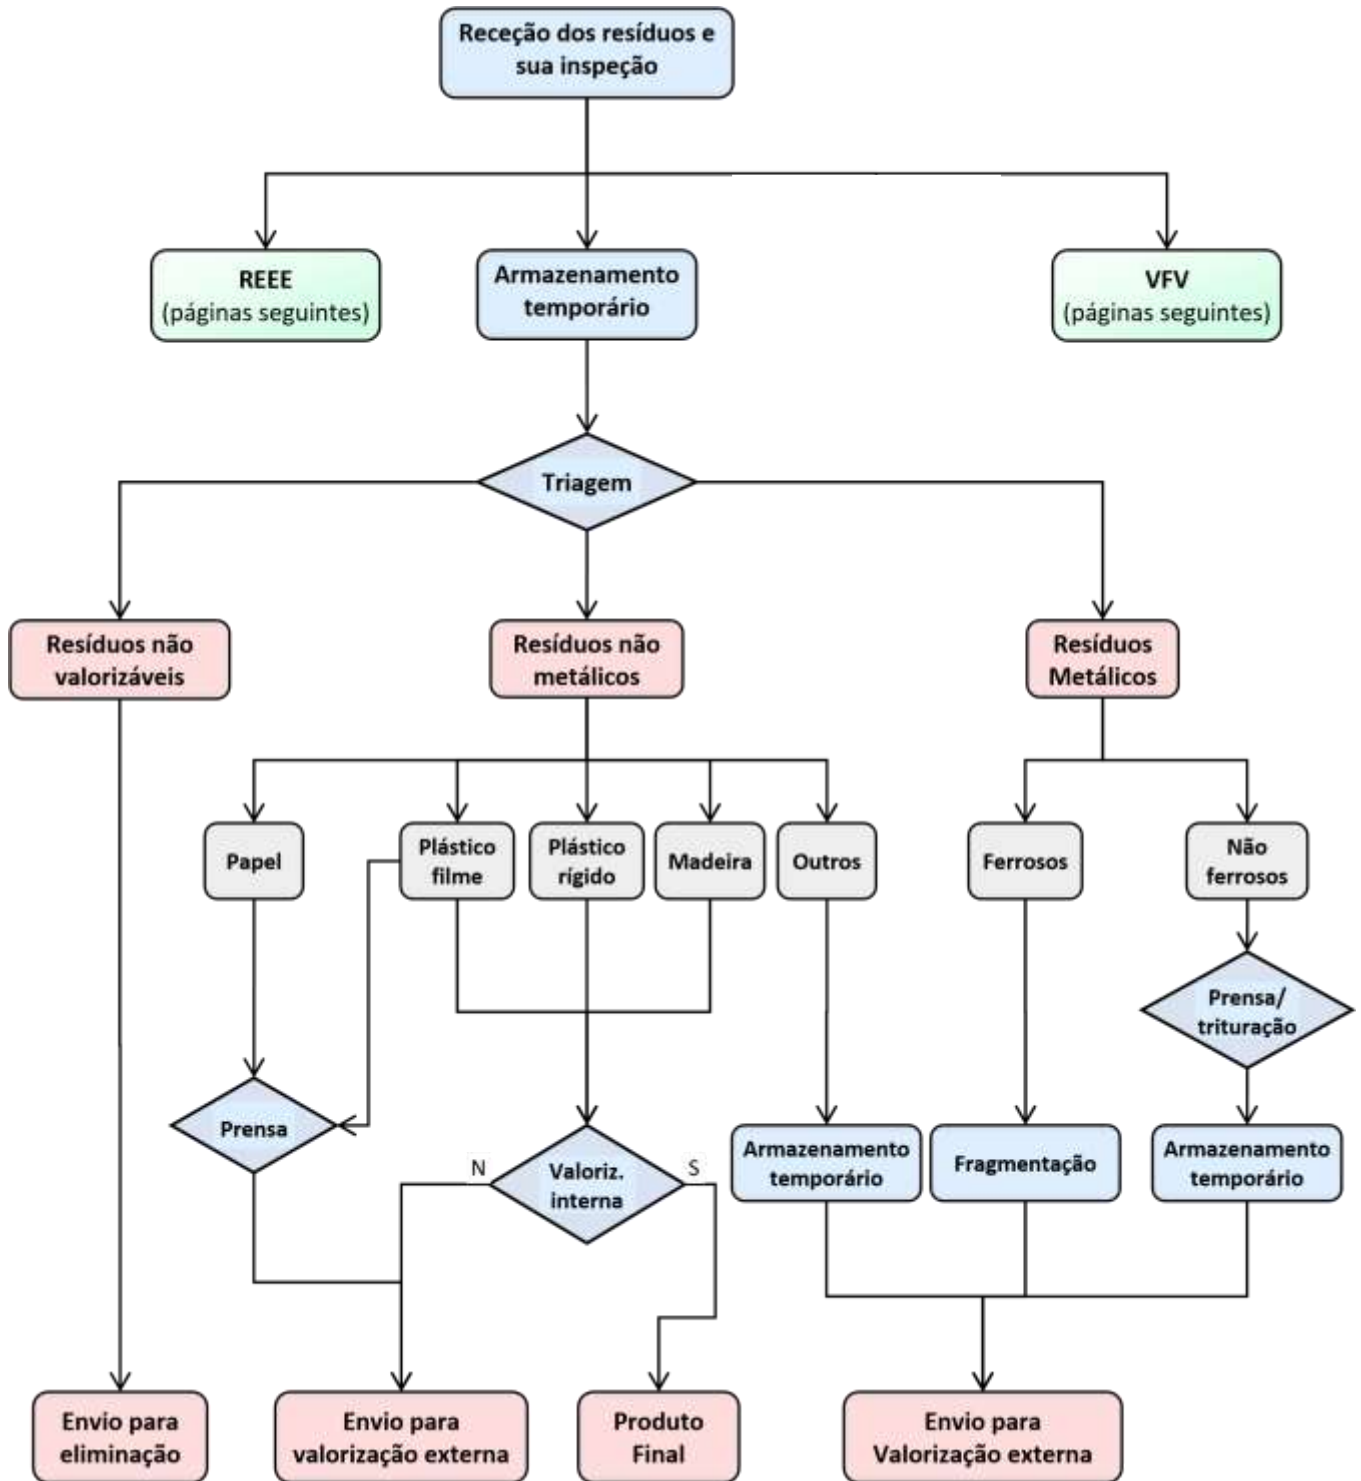 Receção dos resíduos e
sua inspeção
REEE
(páginas seguintes)
Armazenamento
temporário
VFV
(páginas seguintes)
Triagem
Resíduos não
valorizáveis
Resíduos não
metálicos
Resíduos
Metálicos
Papel
Plástico
filme
Plástico
rígido
Madeira
Outros
Ferrosos
Não
ferrosos
Prensa/
trituração
Prensa
N
Valoriz.
interna
S
Armazenamento
temporário
Fragmentação
Armazenamento
temporário
Envio para
eliminação
Envio para
valorização externa
Produto
Final
Envio para
Valorização externa